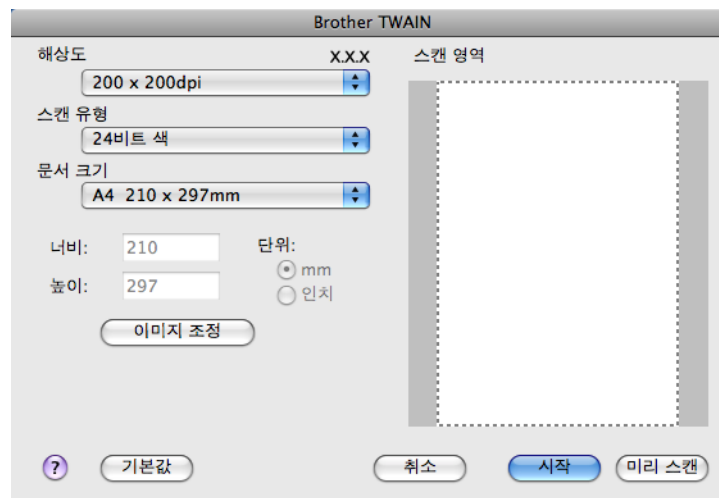 Brother TWAIN
해상도 X.X.X
200 x 200dpi
스캔 유형
24비트 색
문서 크기
A4 210 x 297mm
너비: 210
높이: 297
단위:
mm
인치
이미지 조정
스캔 영역
? 기본값 취소 시작 미리 스캔